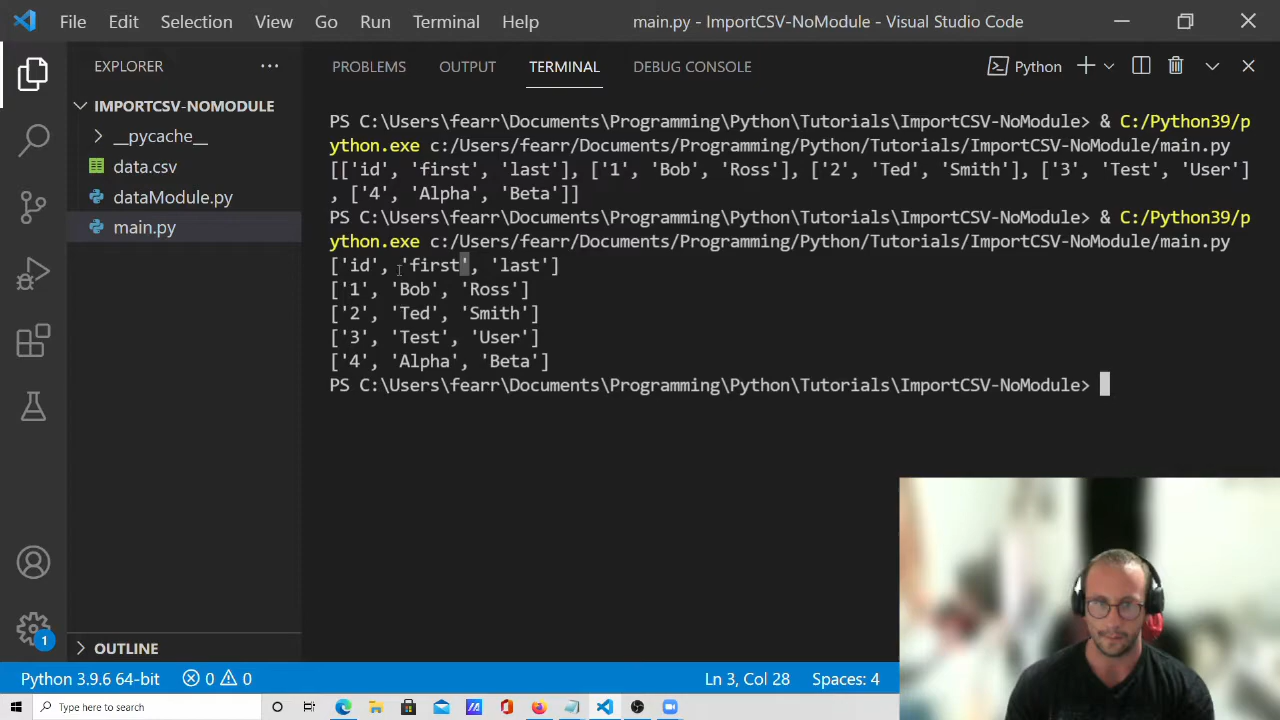 File Edit Selection View Go Run Terminal Help main.py - ImportCSV-NoModule - Visual Studio Code
EXPLORER
IMPORTCSV-NOMODULE
__pycache__
data.csv
dataModule.py
main.py
OUTLINE
PROBLEMS OUTPUT TERMINAL DEBUG CONSOLE Python
PS C:\Users\fearr\Documents\Programming\Python\Tutorials\ImportCSV-NoModule> & C:/Python39/p
ython.exe c:/Users/fearr/Documents/Programming/Python/Tutorials/ImportCSV-NoModule/main.py
[['id', 'first', 'last'], ['1', 'Bob', 'Ross'], ['2', 'Ted', 'Smith'], ['3', 'Test', 'User']
, ['4', 'Alpha', 'Beta']]
PS C:\Users\fearr\Documents\Programming\Python\Tutorials\ImportCSV-NoModule> & C:/Python39/p
ython.exe c:/Users/fearr/Documents/Programming/Python/Tutorials/ImportCSV-NoModule/main.py
['id', 'first', 'last']
['1', 'Bob', 'Ross']
['2', 'Ted', 'Smith']
['3', 'Test', 'User']
['4', 'Alpha', 'Beta']
PS C:\Users\fearr\Documents\Programming\Python\Tutorials\ImportCSV-NoModule>
1
Python 3.9.6 64-bit 0 0 Ln 3, Col 28 Spaces: 4
Type here to search